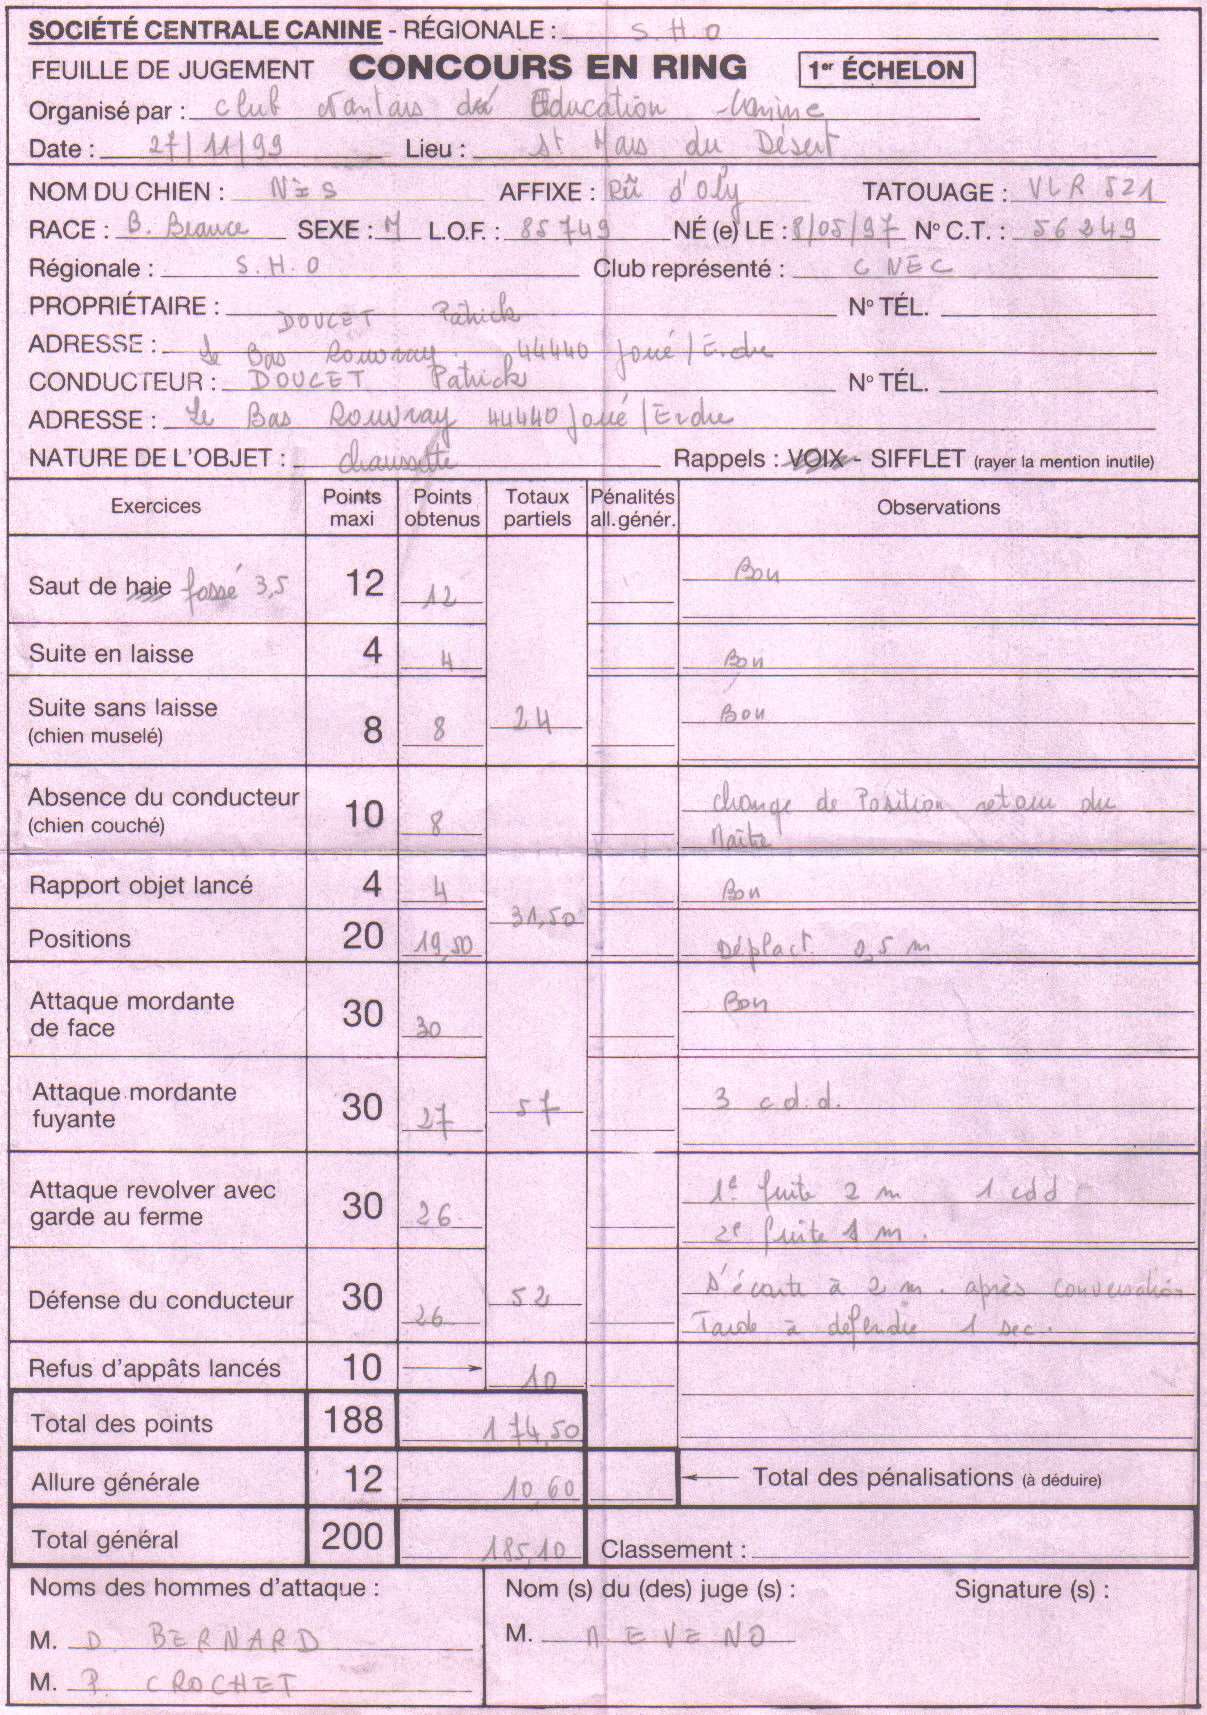 SOCIÉTÉ CENTRALE CANINE - RÉGIONALE : S.H.O
FEUILLE DE JUGEMENT CONCOURS EN RING 1er ÉCHELON
Organisé par : Club Nantais Education Canine
Date : 27/11/99 Lieu : St Mars du Désert
NOM DU CHIEN : AFFIXE : d'Oly TATOUAGE : VLR 521
RACE : B. Beauce SEXE : M L.O.F. : 85749 NÉ (e) LE : 8/05/97 N° C.T. : 56249
Régionale : S.H.O Club représenté : CNEC
PROPRIÉTAIRE : DOUCET Patrick N° TÉL.
ADRESSE : Le Bas Rouvray. 44440 Joué/Erdre
CONDUCTEUR : DOUCET Patrick N° TÉL.
ADRESSE : Le Bas Rouvray 44440 Joué/Erdre
NATURE DE L'OBJET : chaussette Rappels : VOIX - SIFFLET (rayer la mention inutile)
Exercices Points maxi Points obtenus Totaux partiels Pénalités all. génér. Observations
Saut de haie fossé 3,5 12 12 Bon
Suite en laisse 4 4 Bon
Suite sans laisse (chien muselé) 8 8 24 Bon
Absence du conducteur (chien couché) 10 8 change de Position retour du Maître
Rapport objet lancé 4 4 31,50 Bon
Positions 20 19,50 Déplact. 0,5 m
Attaque mordante de face 30 30 Bon
Attaque mordante fuyante 30 27 57 3 c.d.d.
Attaque revolver avec garde au ferme 30 26 1e fuite 2 m 1 cdd
2e fuite 1 m.
Défense du conducteur 30 26 52 S'écarte à 2 m. après conversation
Tarde à défendre 1 sec.
Refus d'appâts lancés 10 10
Total des points 188 174,50
Allure générale 12 10,60 Total des pénalisations (à déduire)
Total général 200 185,10 Classement :
Noms des hommes d'attaque : Nom (s) du (des) juge (s) : Signature (s) :
M. D. BERNARD M. NEVENO
M. P. CROCHET